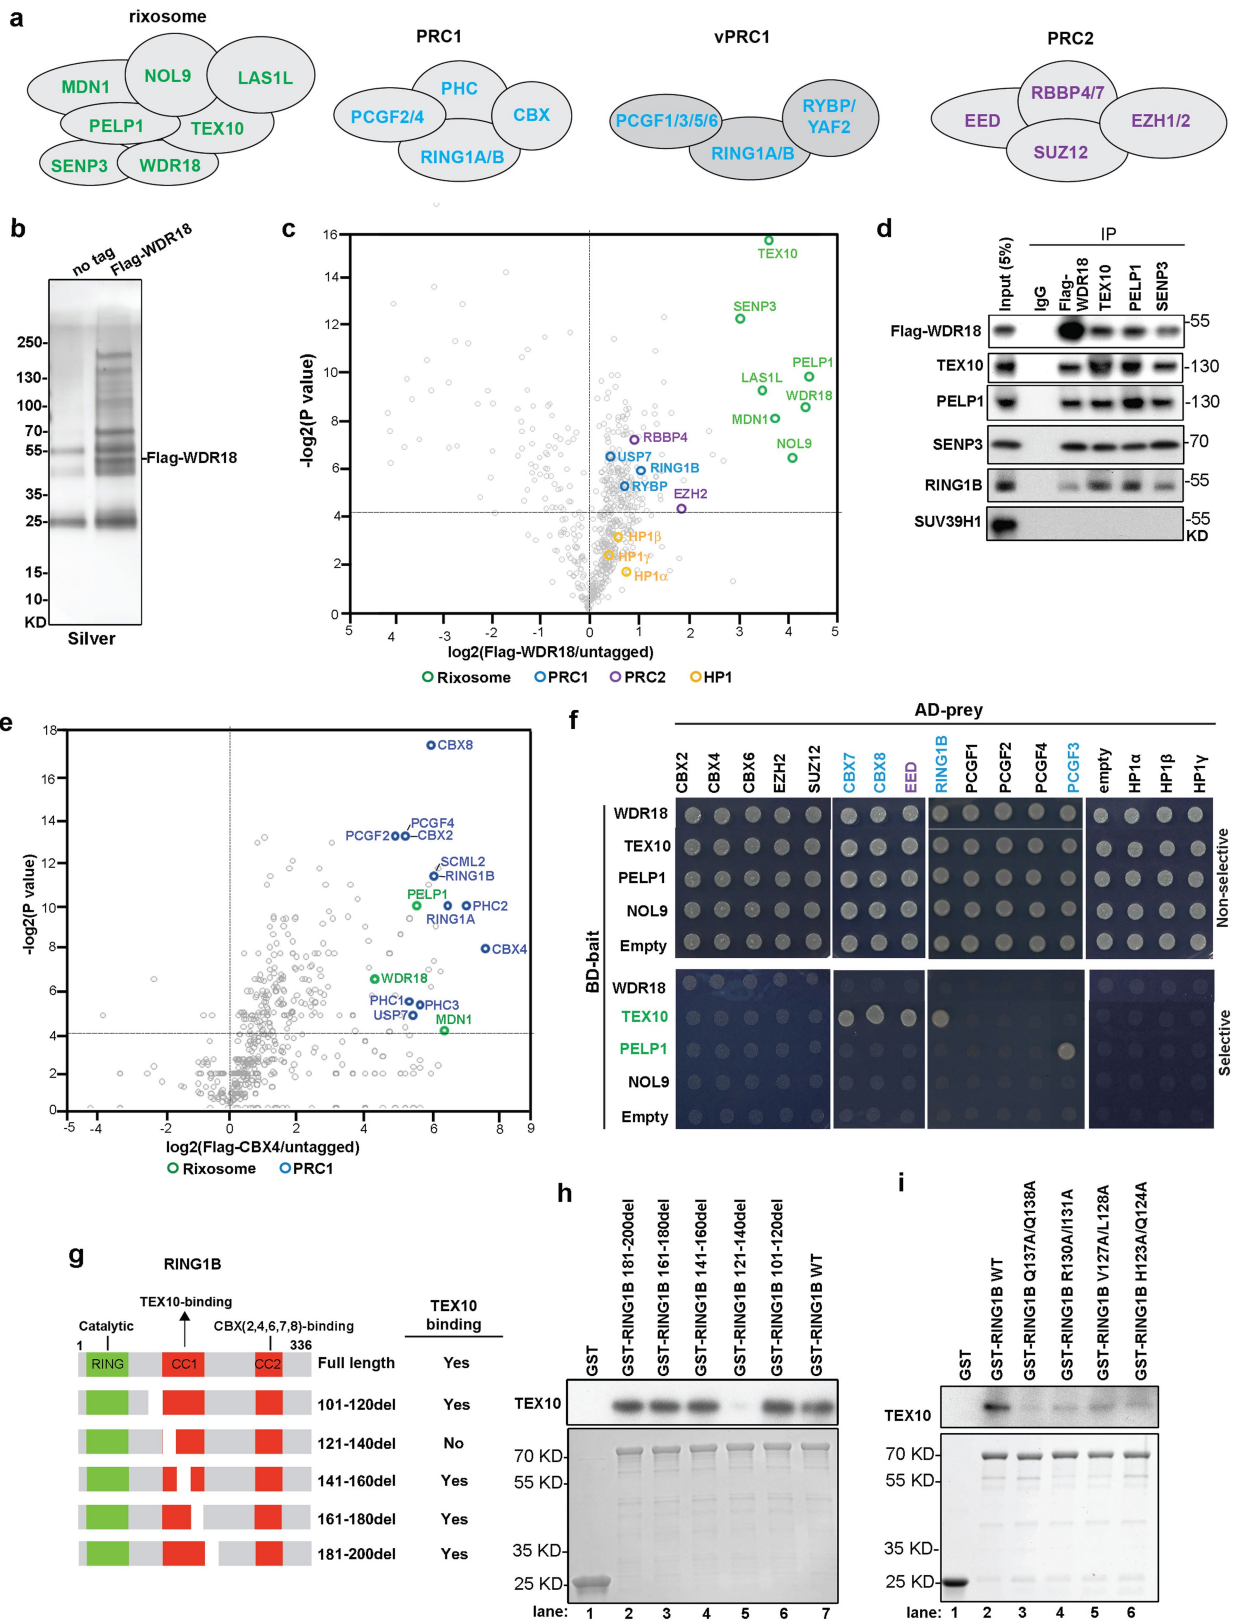 a
rixosome
MDN1
NOL9
LAS1L
PELP1
TEX10
SENP3
WDR18
PRC1
PHC
PCGF2/4
CBX
RING1A/B
vPRC1
PCGF1/3/5/6
RYBP/
YAF2
RING1A/B
PRC2
RBBP4/7
EED
EZH1/2
SUZ12
b
no tag
Flag-WDR18
250-
130-
100-
70-
55-
35-
25-
15-
10-
KD
-Flag-WDR18
Silver
c
-log2(P value)
16
14
12
10
8
6
4
2
0
TEX10
SENP3
PELP1
LAS1L
WDR18
MDN1
NOL9
RBBP4
USP7
RING1B
RYBP
EZH2
HP1β
HP1γ
HP1α
5 4 -3 -2 -1 0 1 2 3 4 5
log2(Flag-WDR18/untagged)
Rixosome PRC1 PRC2 HP1
d
IP
Input (5%)
IgG
Flag-
WDR18
TEX10
PELP1
SENP3
Flag-WDR18 -55
TEX10 -130
PELP1 -130
SENP3 -70
RING1B -55
SUV39H1 -55
KD
e
-log2(P value)
18
16
14
12
10
8
6
4
2
0
CBX8
PCGF4
PCGF2 CBX2
SCML2
RING1B
PELP1
RING1A PHC2
CBX4
WDR18
PHC1 PHC3
USP7 MDN1
-5 -4 -2 0 2 4 6 8 9
log2(Flag-CBX4/untagged)
Rixosome PRC1
f
AD-prey
CBX2
CBX4
CBX6
EZH2
SUZ12
CBX7
CBX8
EED
RING1B
PCGF1
PCGF2
PCGF4
PCGF3
empty
HP1α
HP1β
HP1γ
BD-bait
WDR18
TEX10
PELP1
NOL9
Empty
Non-selective
WDR18
TEX10
PELP1
NOL9
Empty
Selective
g
RING1B
TEX10-binding
Catalytic
CBX(2,4,6,7,8)-binding
1 336
TEX10
binding
RING CC1 CC2 Full length Yes
101-120del Yes
121-140del No
141-160del Yes
161-180del Yes
181-200del Yes
h
GST
GST-RING1B 181-200del
GST-RING1B 161-180del
GST-RING1B 141-160del
GST-RING1B 121-140del
GST-RING1B 101-120del
GST-RING1B WT
TEX10
70 KD-
55 KD-
35 KD-
25 KD-
lane: 1 2 3 4 5 6 7
i
GST
GST-RING1B WT
GST-RING1B Q137A/Q138A
GST-RING1B R130A/I131A
GST-RING1B V127A/L128A
GST-RING1B H123A/Q124A
TEX10
70 KD-
55 KD-
35 KD-
25 KD-
lane: 1 2 3 4 5 6